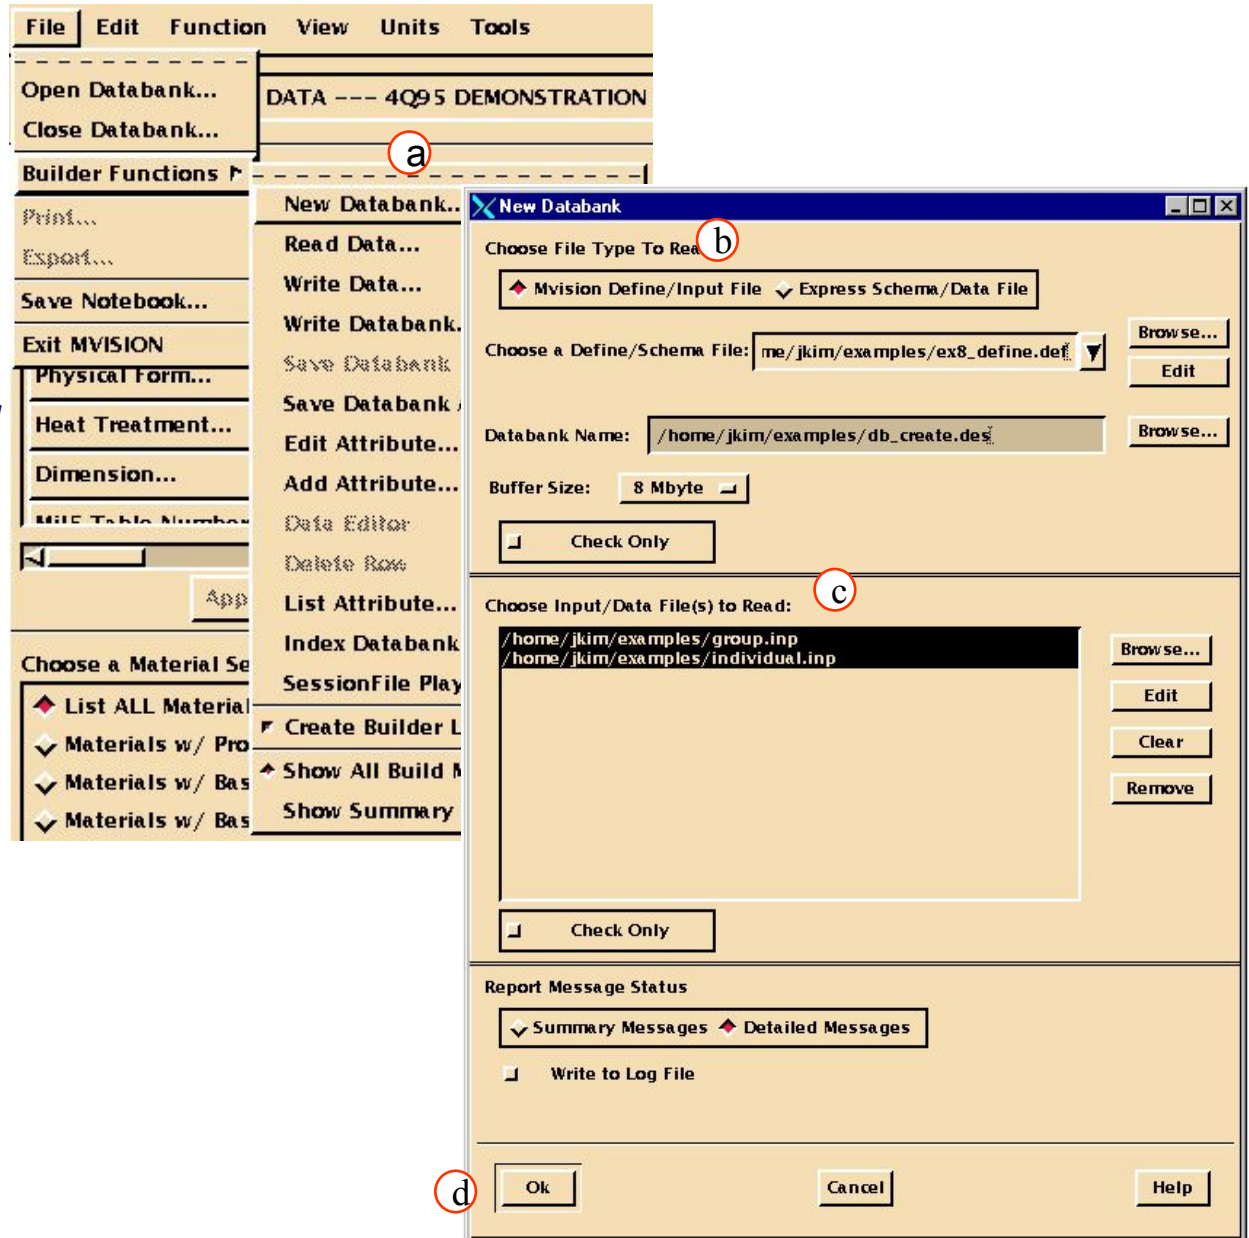 File Edit Function View Units Tools
Open Databank...
DATA --- 4Q95 DEMONSTRATION
Close Databank...
a
Builder Functions
New Databank..
Print...
Read Data...
Export...
Write Data...
Save Notebook...
Write Databank.
Exit MVISION
Save Databank
Physical Form...
Save Databank
Heat Treatment...
Edit Attribute...
Dimension...
Add Attribute...
Mil5 Table Number
Data Editor
Delete Row
App
List Attribute...
Index Databank
Choose a Material Se
SessionFile Play
List ALL Material
Create Builder L
Materials w/ Pro
Show All Build M
Materials w/ Bas
Show Summary
Materials w/ Bas
New Databank
b
Choose File Type To Rea
Mvision Define/Input File Express Schema/Data File
Choose a Define/Schema File: me/jkim/examples/ex8_define.def
Browse...
Edit
Databank Name: /home/jkim/examples/db_create.des Browse...
Buffer Size: 8 Mbyte
Check Only
c
Choose Input/Data File(s) to Read:
/home/jkim/examples/group.inp
/home/jkim/examples/individual.inp
Browse...
Edit
Clear
Remove
Check Only
Report Message Status
Summary Messages Detailed Messages
Write to Log File
d
Ok Cancel Help